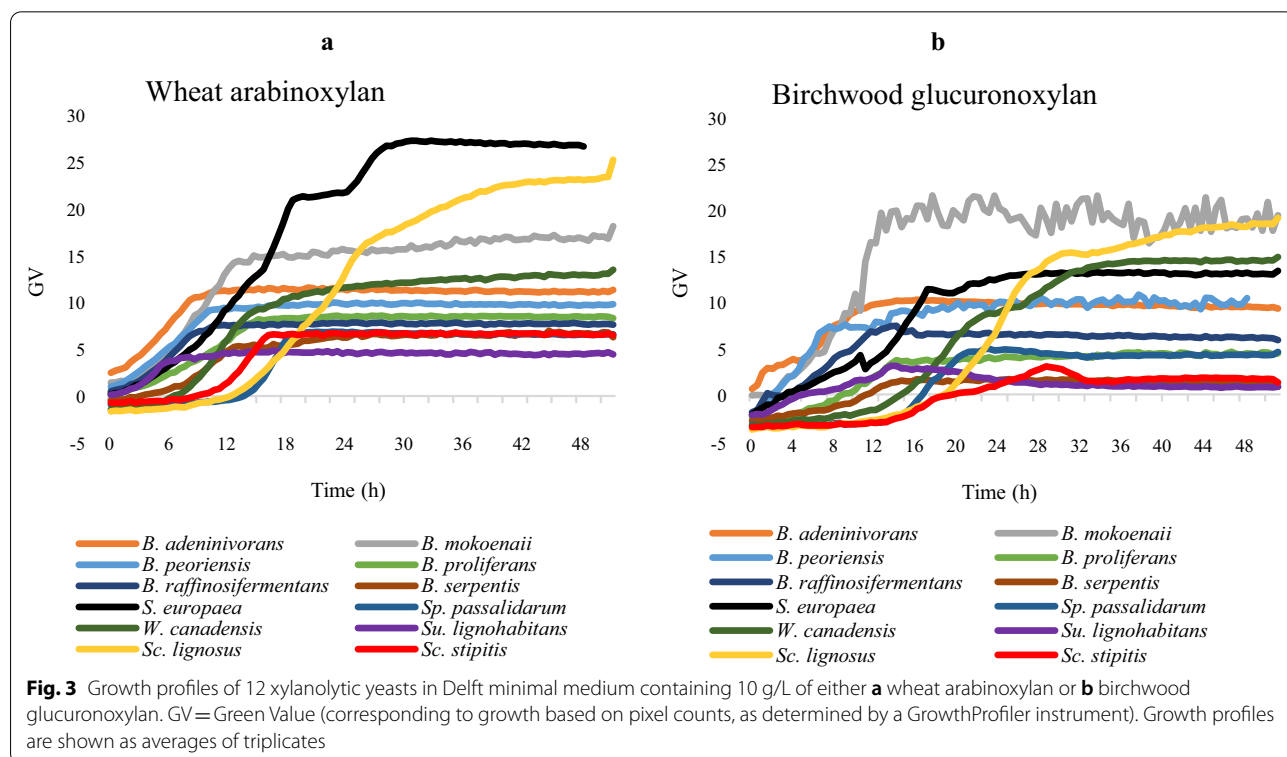 a
Wheat arabinoxylan
30
25
20
15
10
5
0
-5
GV
0 6 12 18 24 30 36 42 48
Time (h)
B. adeninivorans B. mokoenaii
B. peoriensis B. proliferans
B. raffinosifermentans B. serpentis
S. europaea Sp. passalidarum
W. canadensis Su. lignohabitans
Sc. lignosus Sc. stipitis
b
Birchwood glucuronoxylan
30
25
20
15
10
5
0
-5
GV
0 4 8 12 16 20 24 28 32 36 40 44 48
Time (h)
B. adeninivorans B. mokoenaii
B. peoriensis B. proliferans
B. raffinosifermentans B. serpentis
S. europaea Sp. passalidarum
W. canadensis Su. lignohabitans
Sc. lignosus Sc. stipitis
Fig. 3 Growth profiles of 12 xylanolytic yeasts in Delft minimal medium containing 10 g/L of either a wheat arabinoxylan or b birchwood
glucuronoxylan. GV = Green Value (corresponding to growth based on pixel counts, as determined by a GrowthProfiler instrument). Growth profiles
are shown as averages of triplicates